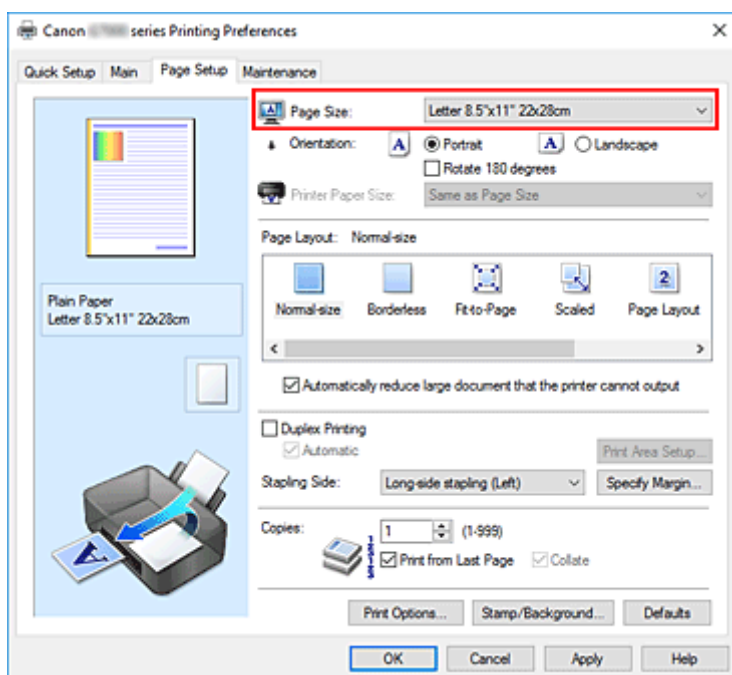 Canon series Printing Preferences
Quick Setup Main Page Setup Maintenance
Page Size: Letter 8.5"x11" 22x28cm
Orientation: A Portrait A Landscape
Rotate 180 degrees
Printer Paper Size: Same as Page Size
Page Layout: Normal-size
2
Normal-size Borderless Fit-to-Page Scaled Page Layout
Plain Paper
Letter 8.5"x11" 22x28cm
Automatically reduce large document that the printer cannot output
Duplex Printing
Automatic
Print Area Setup...
Stapling Side: Long-side stapling (Left) Specify Margin...
Copies: 1 (1-999)
Print from Last Page Collate
A
Print Options... Stamp/Background... Defaults
OK Cancel Apply Help